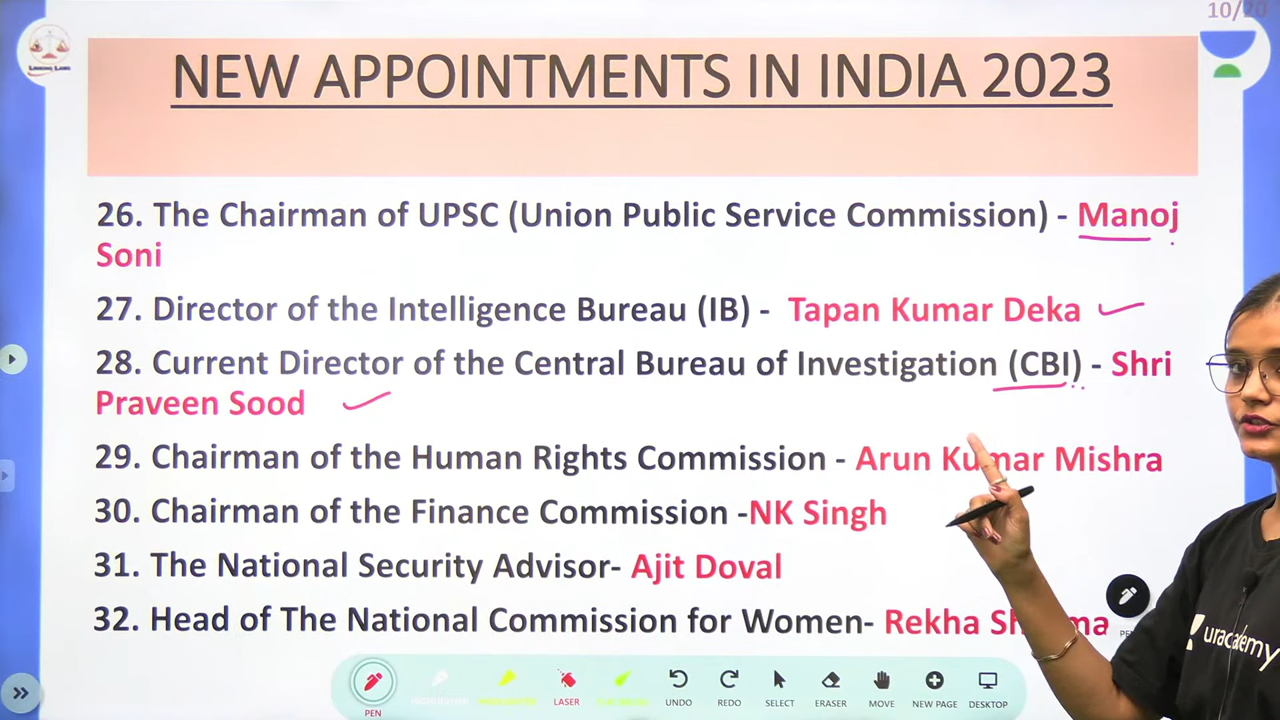 10/20
NEW APPOINTMENTS IN INDIA 2023
26. The Chairman of UPSC (Union Public Service Commission) - Manoj
Soni
27. Director of the Intelligence Bureau (IB) - Tapan Kumar Deka
28. Current Director of the Central Bureau of Investigation (CBI) - Shri
Praveen Sood
29. Chairman of the Human Rights Commission - Arun Kumar Mishra
30. Chairman of the Finance Commission -NK Singh
31. The National Security Advisor- Ajit Doval
32. Head of The National Commission for Women- Rekha
PEN
LASER
UNDO
REDO
SELECT
ERASER
MOVE
NEW PAGE
DESKTOP